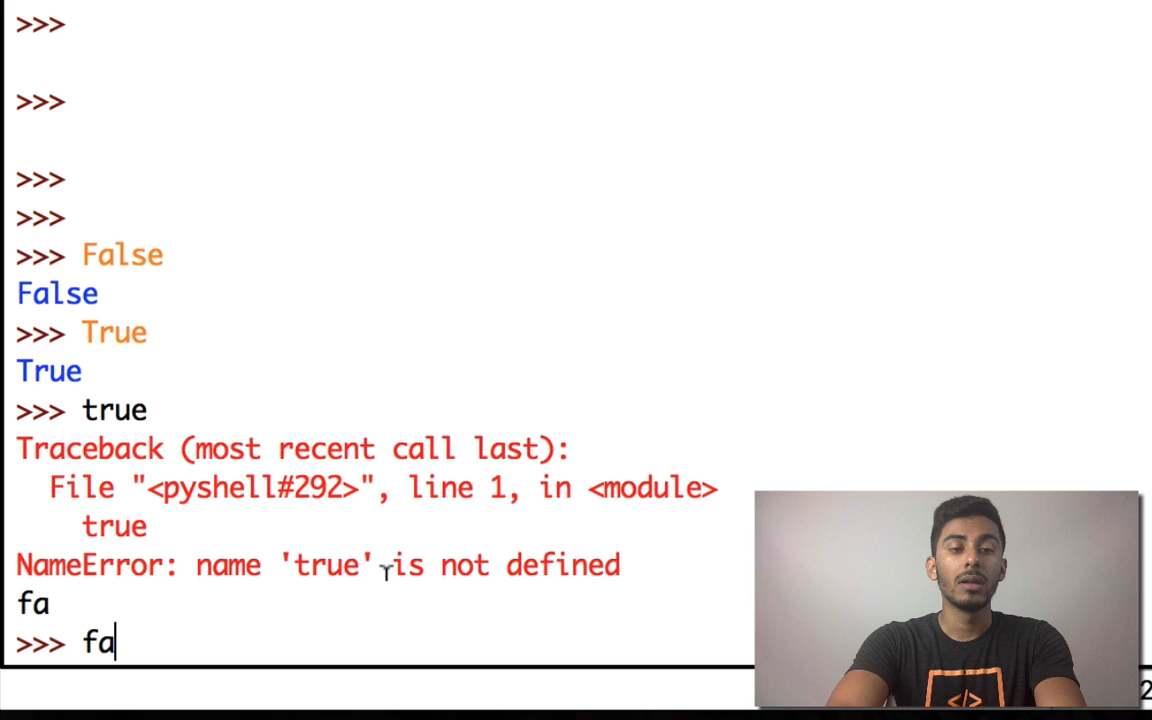 >>>
>>>
>>>
>>>
>>> False
False
>>> True
True
>>> true
Traceback (most recent call last):
  File "<pyshell#292>", line 1, in <module>
    true
NameError: name 'true' is not defined
fa
>>> fa
</>
2